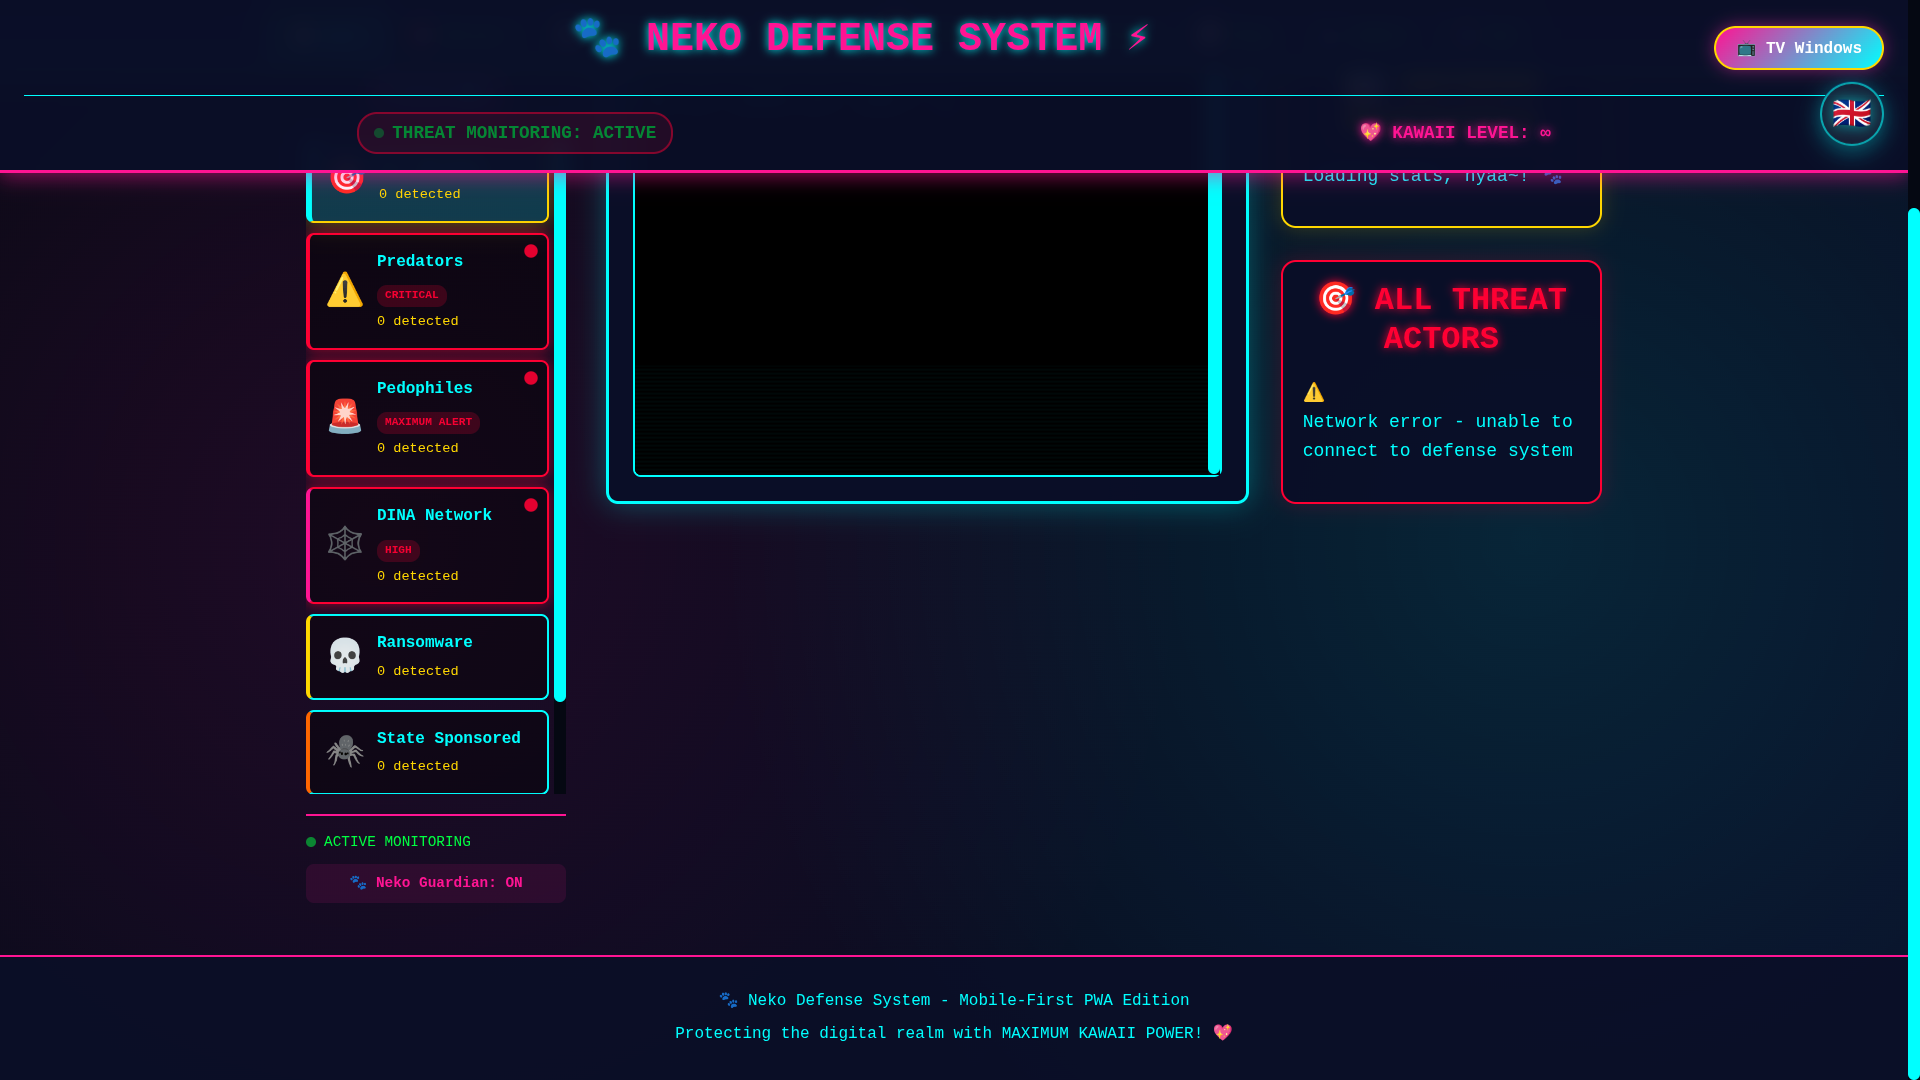 🐾 NEKO DEFENSE SYSTEM ⚡
📺 TV Windows
THREAT MONITORING: ACTIVE
💖 KAWAII LEVEL: ∞
0 detected
Predators
CRITICAL
0 detected
Pedophiles
MAXIMUM ALERT
0 detected
DINA Network
HIGH
0 detected
Ransomware
0 detected
State Sponsored
0 detected
ACTIVE MONITORING
🐾 Neko Guardian: ON
Loading stats, nyaa~! 🐾
🎯 ALL THREAT
ACTORS
⚠️
Network error - unable to
connect to defense system
🐾 Neko Defense System - Mobile-First PWA Edition
Protecting the digital realm with MAXIMUM KAWAII POWER! 💖